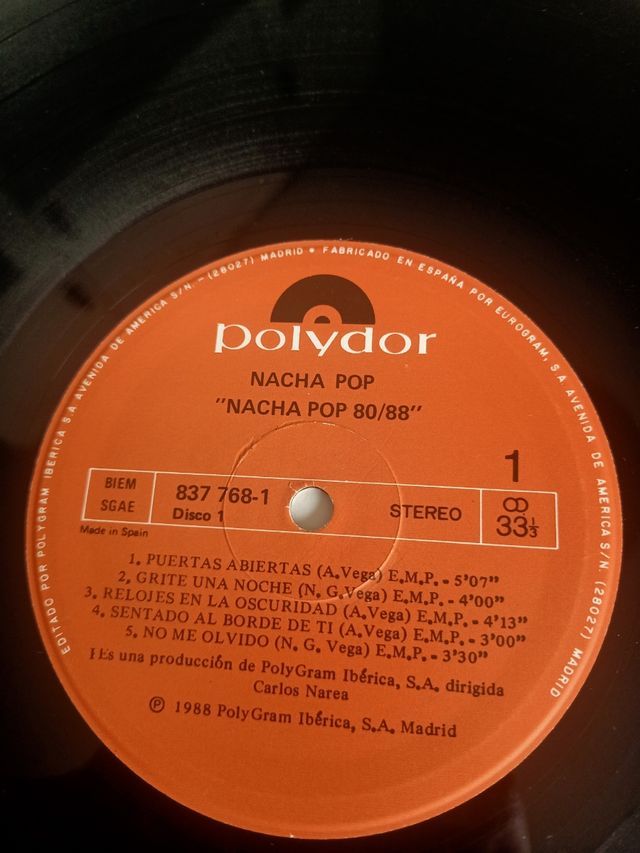 EDITADO POR POLYGRAM IBERICA S.A. AVENIDA DE AMERICA S/N. - (28027) MADRID • FABRICADO EN ESPAÑA POR EUROGRAM, S.A. AVENIDA DE AMERICA S/N. (28027) MADRID
polydor
NACHA POP
"NACHA POP 80/88"
1
BIEM
SGAE
837 768-1
Disco 1
STEREO
33 1/3
Made in Spain
1. PUERTAS ABIERTAS (A.Vega) E.M.P. - 5'07"
2. GRITE UNA NOCHE (N. G. Vega) E.M.P. - 4'00"
3. RELOJES EN LA OSCURIDAD (A.Vega) E.M.P. - 4'13"
4. SENTADO AL BORDE DE TI (A.Vega) E.M.P. - 3'00"
5. NO ME OLVIDO (N. G. Vega) E.M.P. - 3'30"
Es una producción de PolyGram Ibérica, S.A. dirigida
Carlos Narea
℗ 1988 PolyGram Ibérica, S.A. Madrid